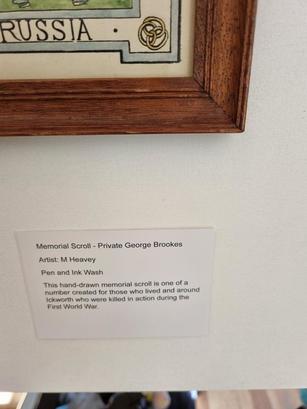 RUSSIA .
Memorial Scroll - Private George Brookes
Artist: M Heavey
Pen and Ink Wash
This hand-drawn memorial scroll is one of a
number created for those who lived and around
Ickworth who were killed in action during the
First World War.